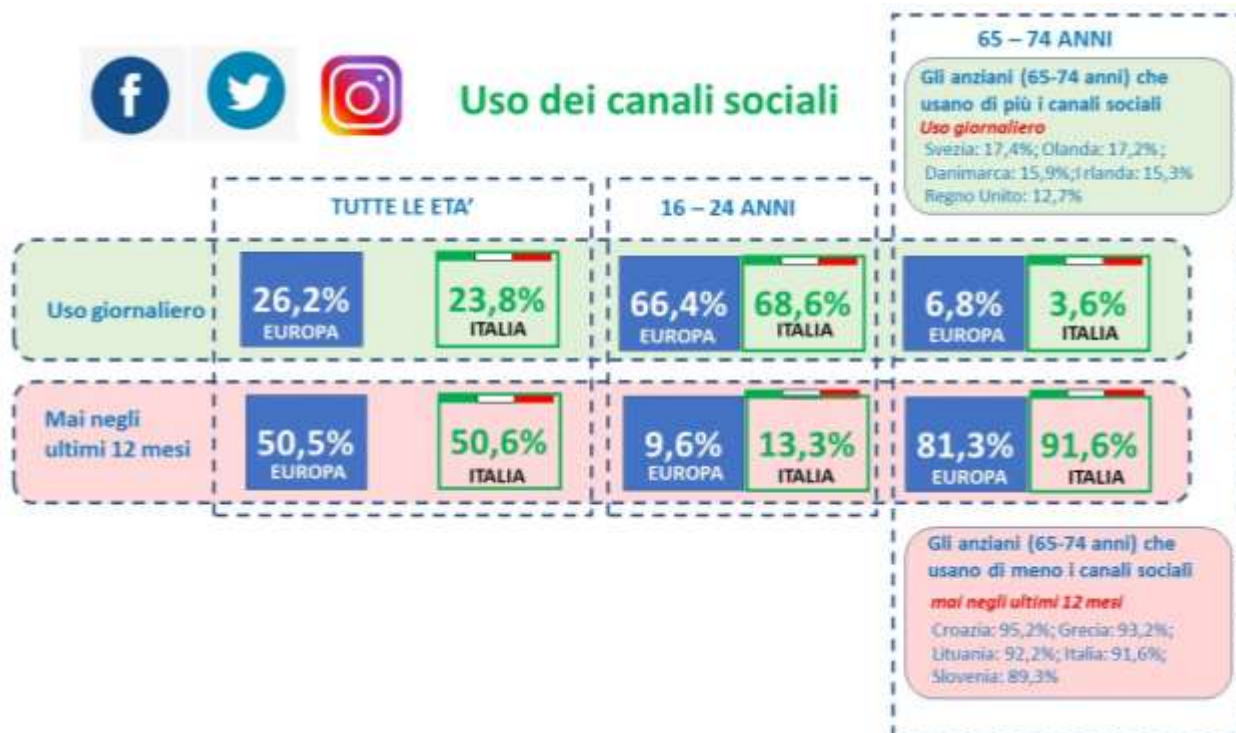 Uso dei canali sociali
65 – 74 ANNI
Gli anziani (65-74 anni) che
usano di più i canali sociali
Uso giornaliero
Svezia: 17,4%; Olanda: 17,2%;
Danimarca: 15,9%;Irlanda: 15,3%
Regno Unito: 12,7%
TUTTE LE ETA’
16 – 24 ANNI
Uso giornaliero
26,2%
EUROPA
23,8%
ITALIA
66,4%
EUROPA
68,6%
ITALIA
6,8%
EUROPA
3,6%
ITALIA
Mai negli
ultimi 12 mesi
50,5%
EUROPA
50,6%
ITALIA
9,6%
EUROPA
13,3%
ITALIA
81,3%
EUROPA
91,6%
ITALIA
Gli anziani (65-74 anni) che
usano di meno i canali sociali
mai negli ultimi 12 mesi
Croazia: 95,2%; Grecia: 93,2%;
Lituania: 92,2%; Italia: 91,6%;
Slovenia: 89,3%